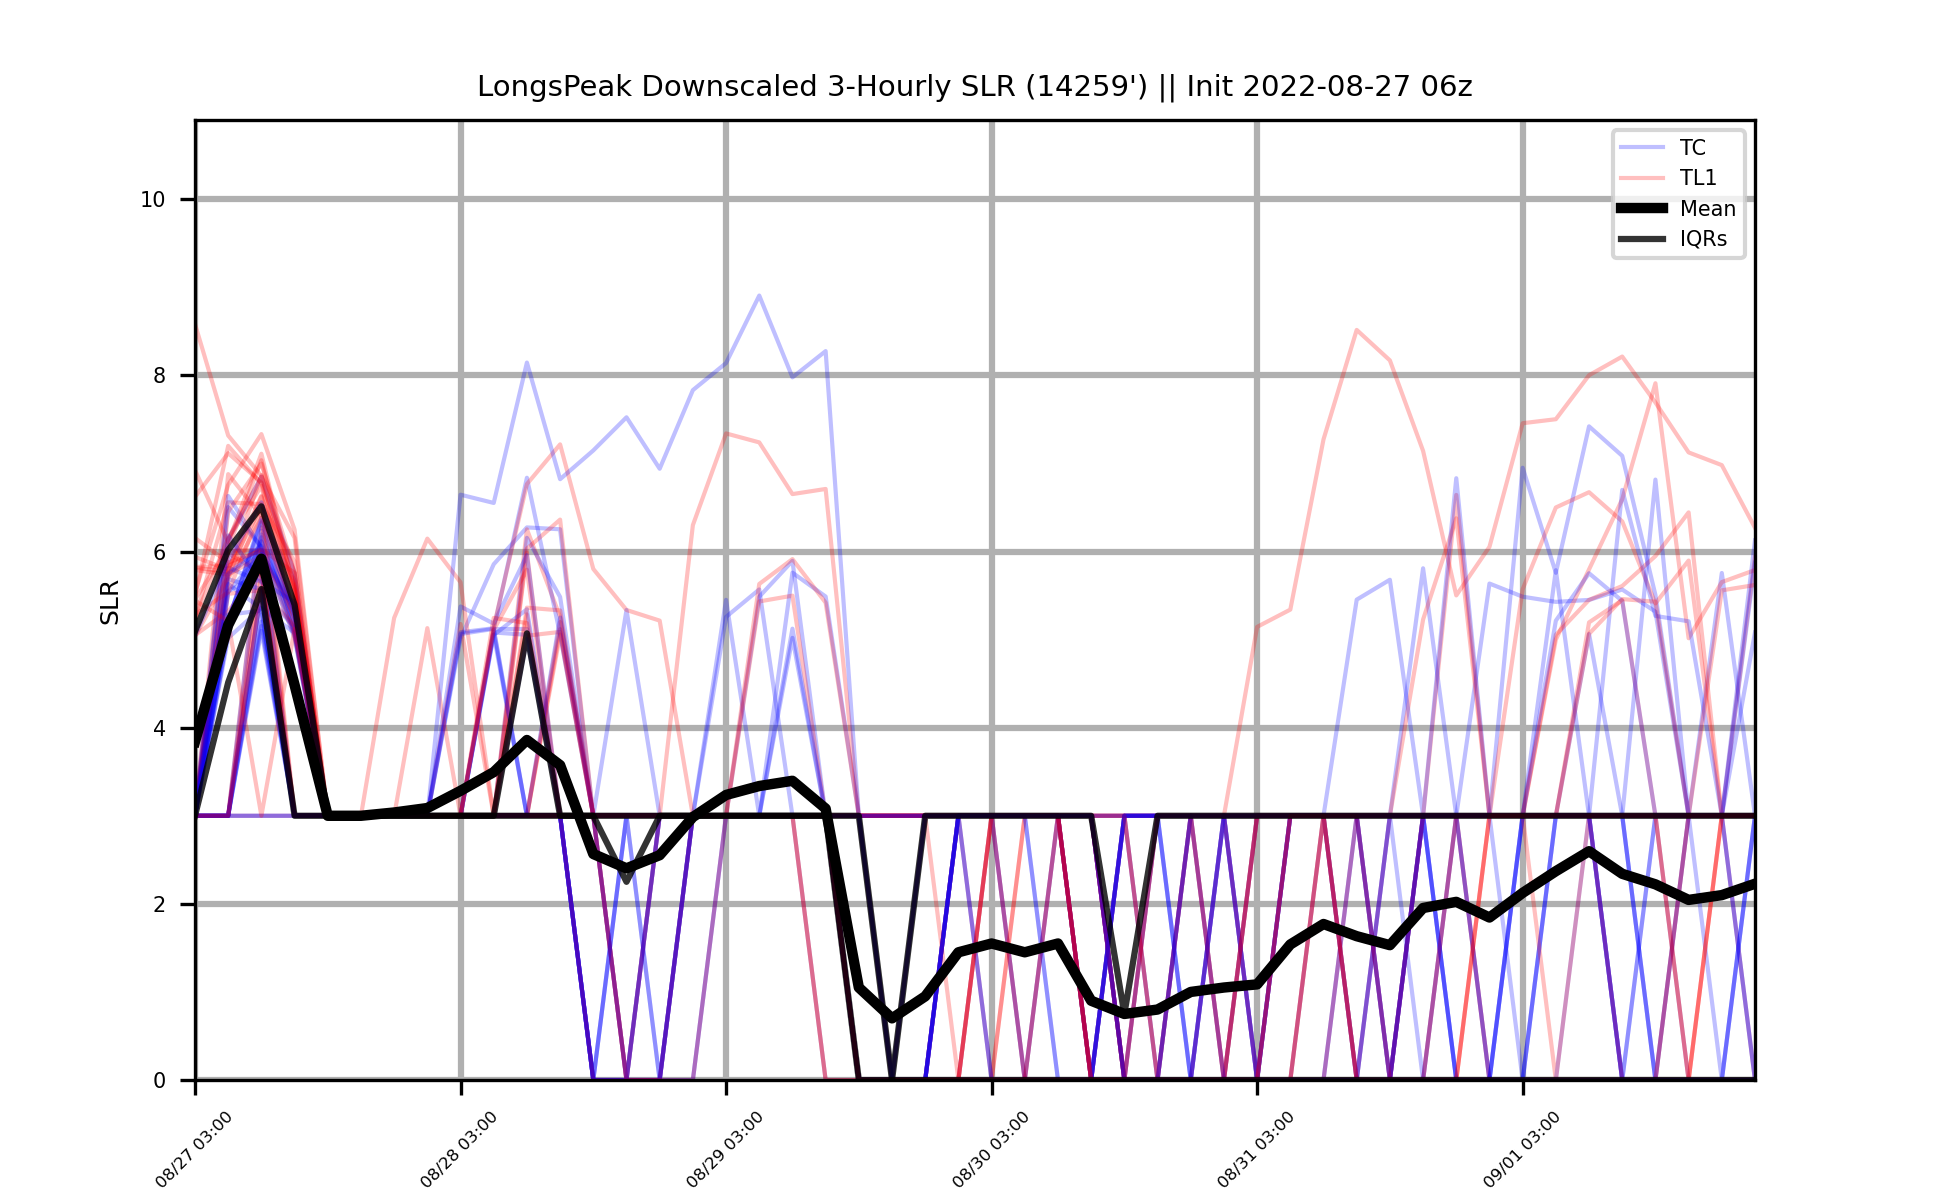 LongsPeak Downscaled 3-Hourly SLR (14259') || Init 2022-08-27 06z
TC
TL1
Mean
IQRs
SLR
10
8
6
4
2
0
08/27 03:00
08/28 03:00
08/29 03:00
08/30 03:00
08/31 03:00
09/01 03:00